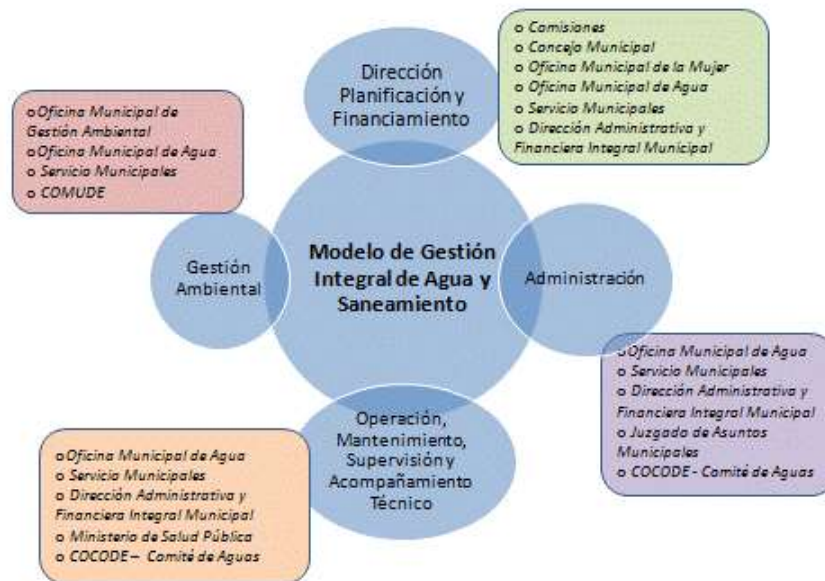 Dirección
Planificación y
Financiamiento
o Comisiones
o Concejo Municipal
o Oficina Municipal de la Mujer
o Oficina Municipal de Agua
o Servicio Municipales
o Dirección Administrativa y
Financiera Integral Municipal
o Oficina Municipal de
Gestión Ambiental
o Oficina Municipal de Agua
o Servicio Municipales
o COMUDE
Modelo de Gestión
Integral de Agua y
Saneamiento
Gestión
Ambiental
Administración
o Oficina Municipal de Agua
o Servicio Municipales
o Dirección Administrativa y
Financiera Integral Municipal
o Juzgado de Asuntos
Municipales
o COCODE - Comité de Aguas
Operación,
Mantenimiento,
Supervisión y
Acompañamiento
Técnico
o Oficina Municipal de Agua
o Servicio Municipales
o Dirección Administrativa y
Financiera Integral Municipal
o Ministerio de Salud Pública
o COCODE – Comité de Aguas